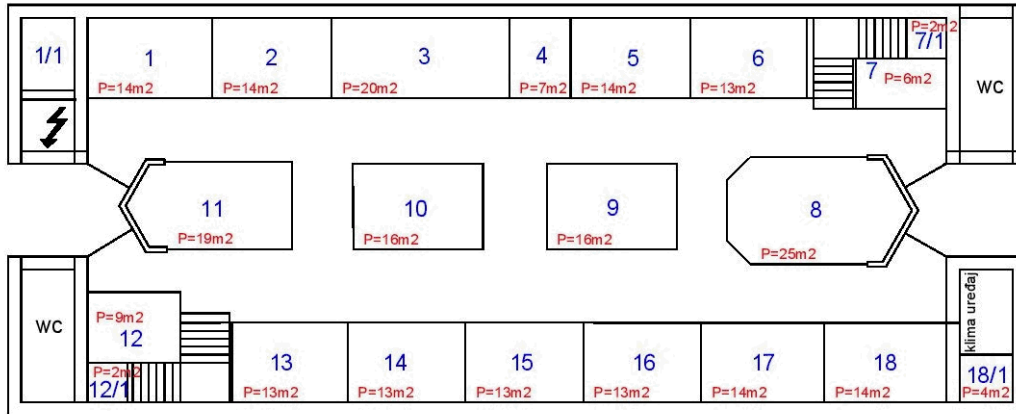 1/1
1
P=14m2
2
P=14m2
3
P=20m2
4
P=7m2
5
P=14m2
6
P=13m2
P=2m2
7/1
7
P=6m2
WC
11
P=19m2
10
P=16m2
9
P=16m2
8
P=25m2
WC
P=9m2
12
P=2m2
12/1
13
P=13m2
14
P=13m2
15
P=13m2
16
P=13m2
17
P=14m2
18
P=14m2
klima uređaj
18/1
P=4m2